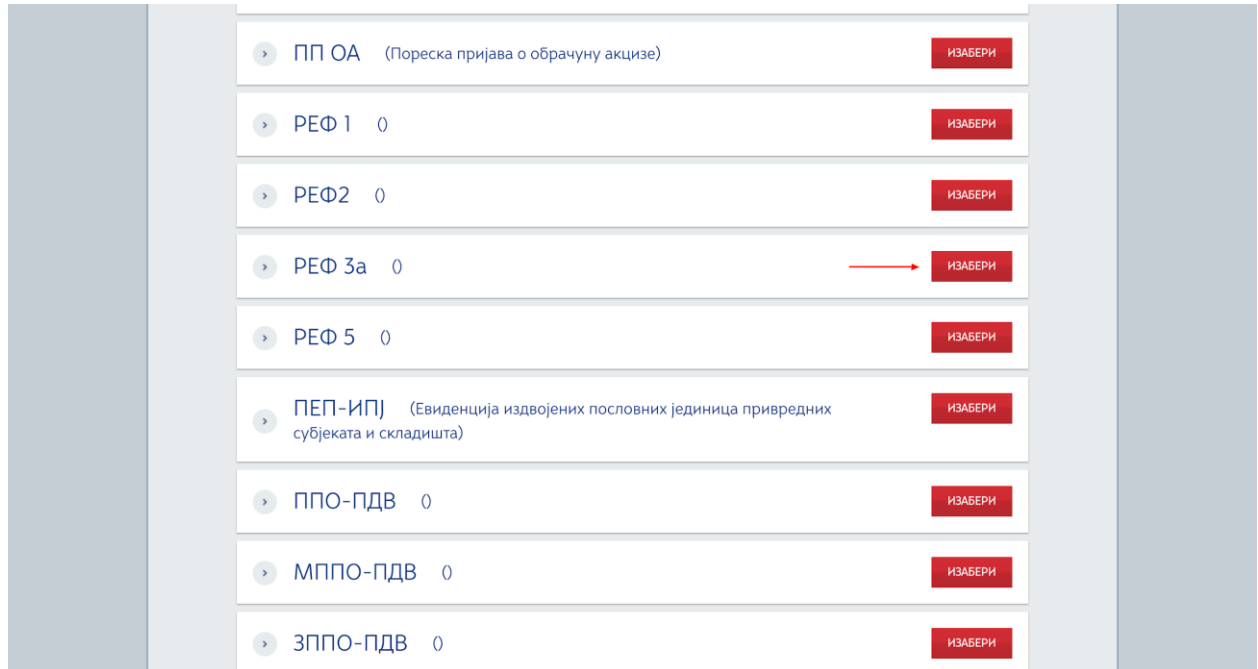 ПП ОА (Пореска пријава о обрачуну акцизе) ИЗАБЕРИ
РЕФ 1 () ИЗАБЕРИ
РЕФ2 () ИЗАБЕРИ
РЕФ 3а () ИЗАБЕРИ
РЕФ 5 () ИЗАБЕРИ
ПЕП-ИПЈ (Евиденција издвојених пословних јединица привредних ИЗАБЕРИ
субјеката и складишта)
ППО-ПДВ () ИЗАБЕРИ
МППО-ПДВ () ИЗАБЕРИ
ЗППО-ПДВ () ИЗАБЕРИ